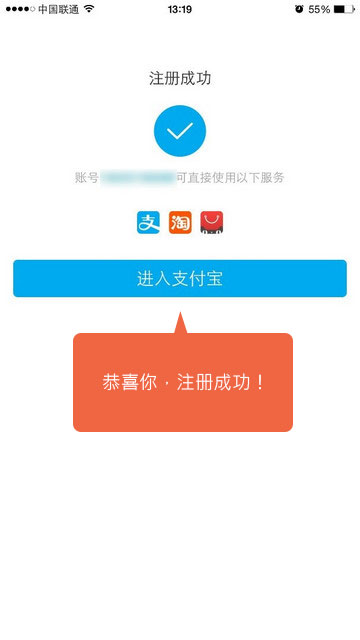 中国联通 13:19 55%
注册成功
账号 可直接使用以下服务
支 淘
进入支付宝
恭喜你，注册成功！